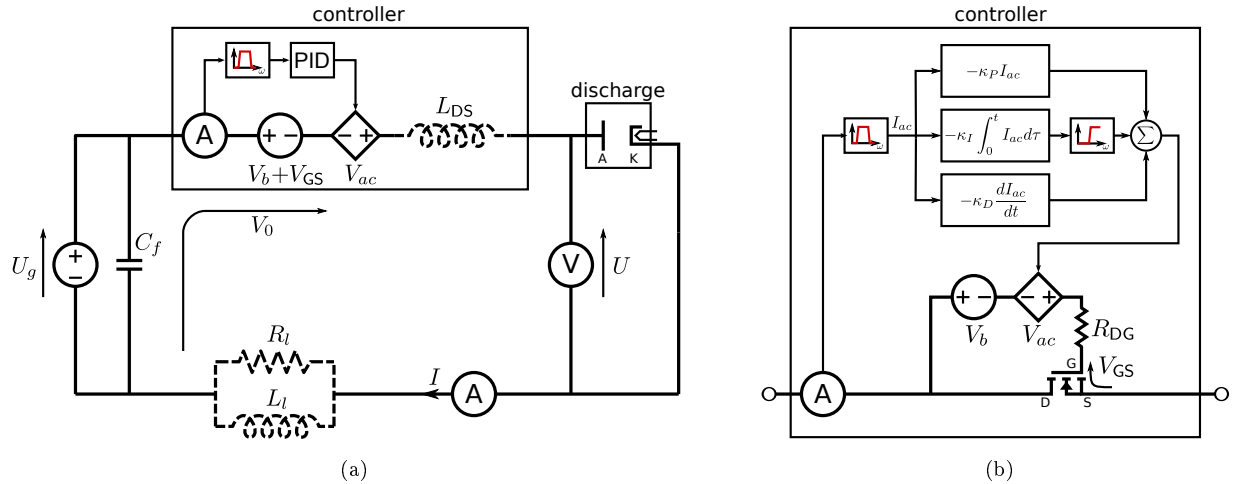 controller
PID
ω
A
+ −
− +
L_DS
V_b+V_GS
V_ac
discharge
A K
V_0
U_g
+
−
C_f
V
U
R_l
L_l
I
A
(a)
controller
−κ_P I_ac
I_ac
ω
−κ_I ∫_0^t I_ac dτ
ω
Σ
−κ_D dI_ac/dt
+ −
− +
V_b
V_ac
R_DG
G
V_GS
A
D
S
(b)